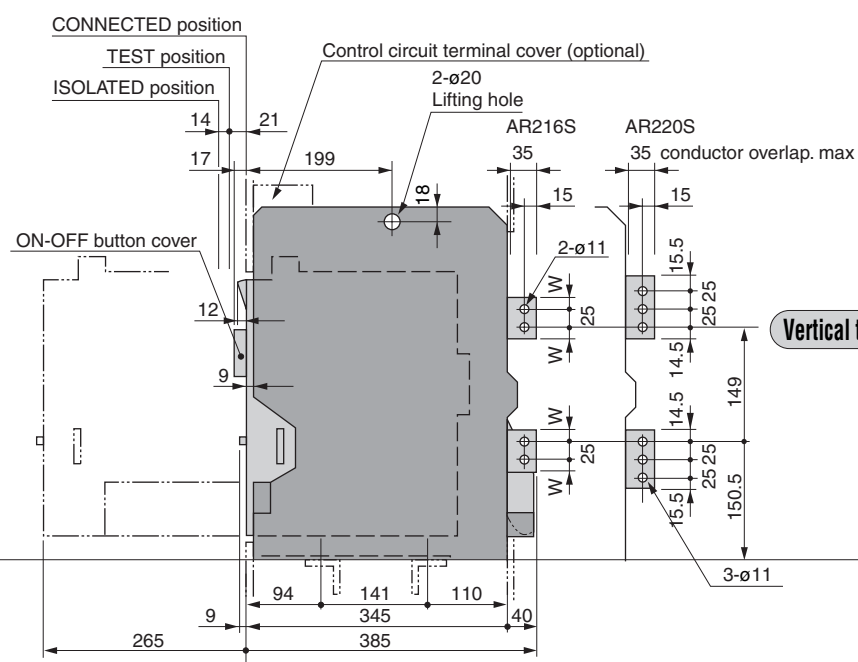 CONNECTED position
TEST position
ISOLATED position
Control circuit terminal cover (optional)
2-ø20
Lifting hole
AR216S
AR220S
14
21
17
199
35
35 conductor overlap. max
18
15
15
ON-OFF button cover
2-ø11
12
W
25
W
15.5
25
25
14.5
Vertical t
9
149
W
25
W
14.5
25
25
15.5
150.5
3-ø11
94
141
110
9
345
40
265
385